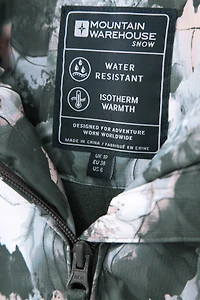 MOUNTAIN
WAREHOUSE
SNOW
WATER
RESISTANT
ISOTHERM
WARMTH
DESIGNED FOR ADVENTURE
WORN WORLDWIDE
MADE IN CHINA / FABRIQUÉ EN CHINE
UK 10
EU 38
US 6